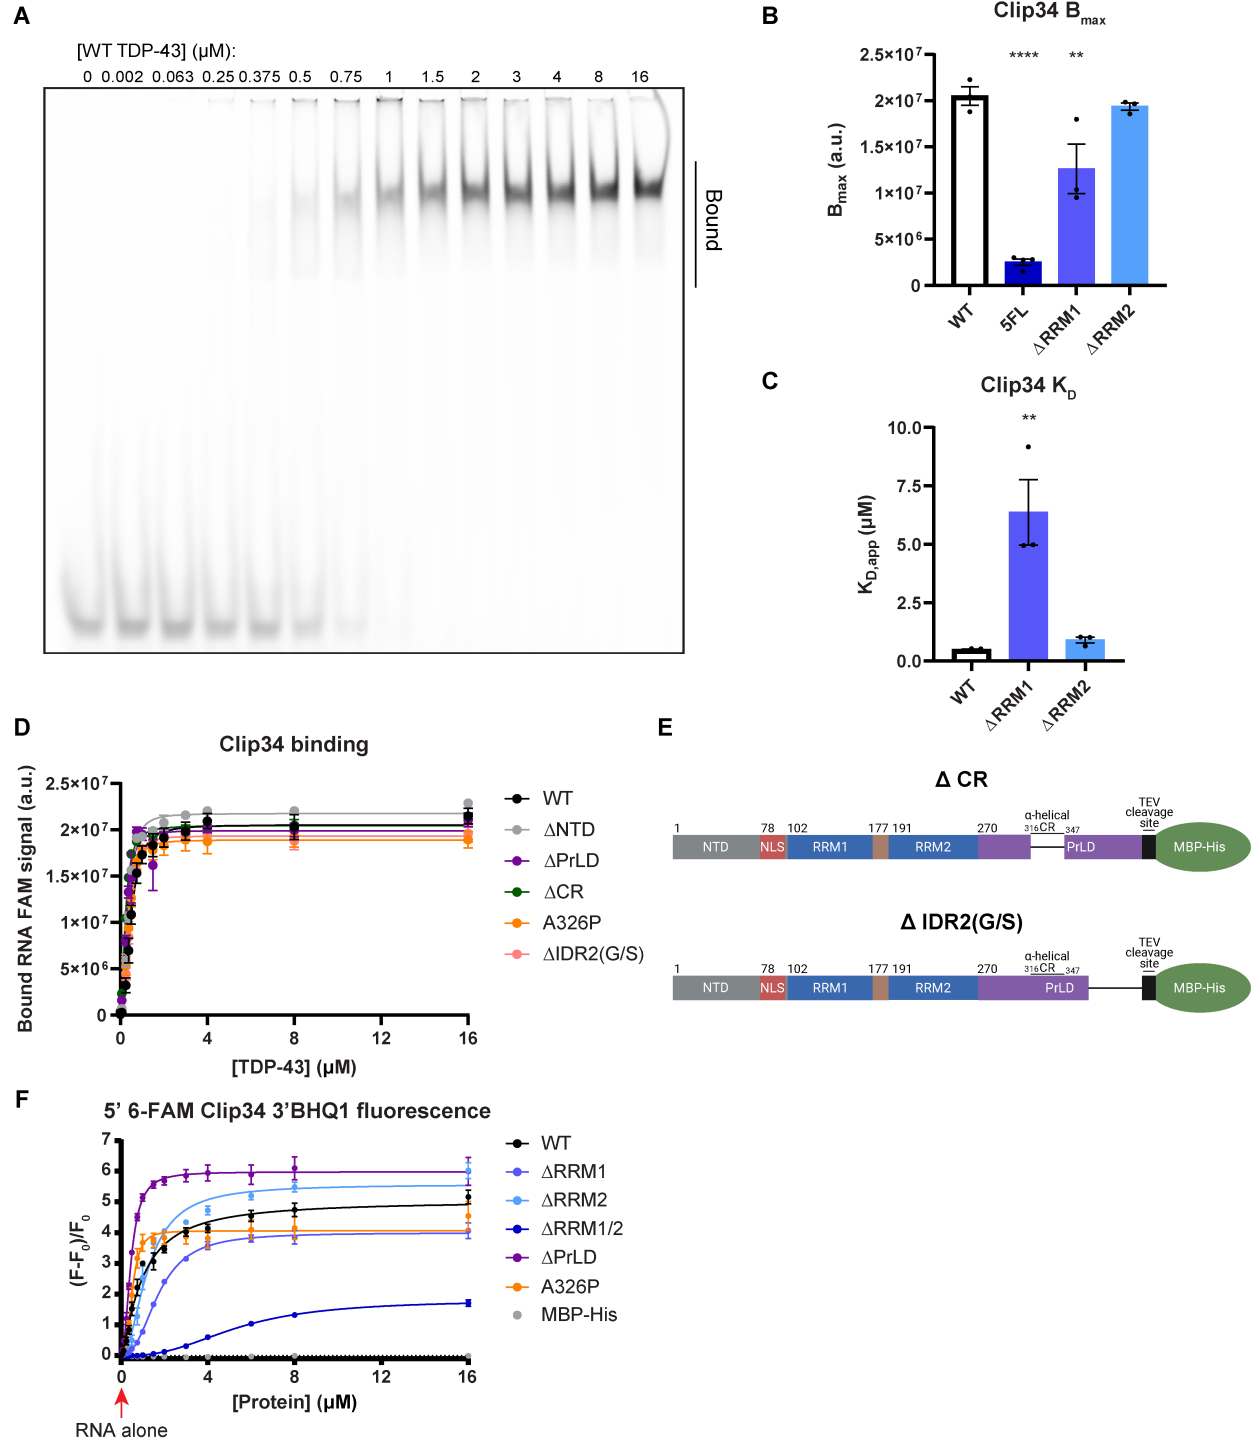 A
[WT TDP-43] (µM):
0 0.002 0.063 0.25 0.375 0.5 0.75 1 1.5 2 3 4 8 16
Bound
B
Clip34 Bmax
Bmax (a.u.)
2.5×10⁷
2×10⁷
1.5×10⁷
1×10⁷
5×10⁶
0
**** **
WT 5FL ΔRRM1 ΔRRM2
C
Clip34 KD
KD,app (µM)
10.0
7.5
5.0
2.5
0.0
**
WT ΔRRM1 ΔRRM2
D
Clip34 binding
Bound RNA FAM signal (a.u.)
2.5×10⁷
2×10⁷
1.5×10⁷
1×10⁷
5×10⁶
0
0 4 8 12 16
[TDP-43] (µM)
WT
ΔNTD
ΔPrLD
ΔCR
A326P
ΔIDR2(G/S)
E
Δ CR
1 78 102 177 191 270
α-helical
316 CR 347
TEV
cleavage
site
NTD NLS RRM1 RRM2 PrLD MBP-His
Δ IDR2(G/S)
1 78 102 177 191 270
α-helical
316 CR 347
TEV
cleavage
site
NTD NLS RRM1 RRM2 PrLD MBP-His
F
5' 6-FAM Clip34 3'BHQ1 fluorescence
(F-F0)/F0
7
6
5
4
3
2
1
0
0 4 8 12 16
[Protein] (µM)
RNA alone
WT
ΔRRM1
ΔRRM2
ΔRRM1/2
ΔPrLD
A326P
MBP-His